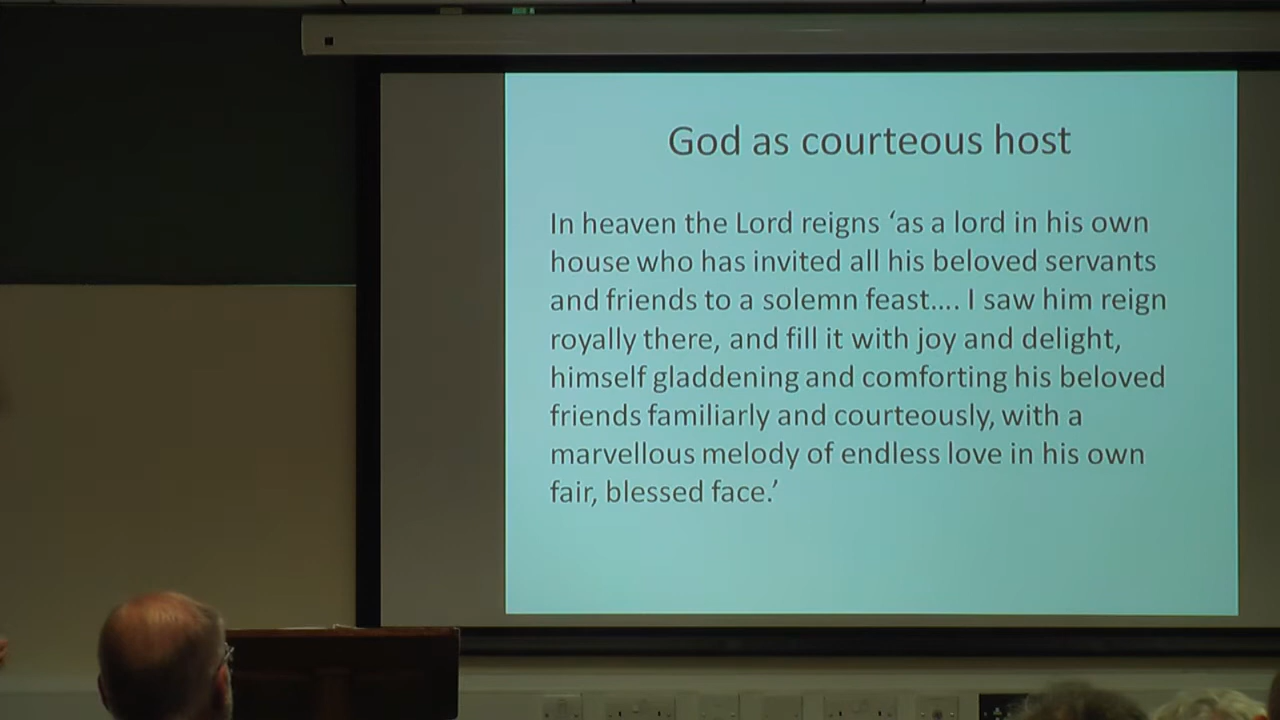 God as courteous host
In heaven the Lord reigns ‘as a lord in his own
house who has invited all his beloved servants
and friends to a solemn feast.... I saw him reign
royally there, and fill it with joy and delight,
himself gladdening and comforting his beloved
friends familiarly and courteously, with a
marvellous melody of endless love in his own
fair, blessed face.’